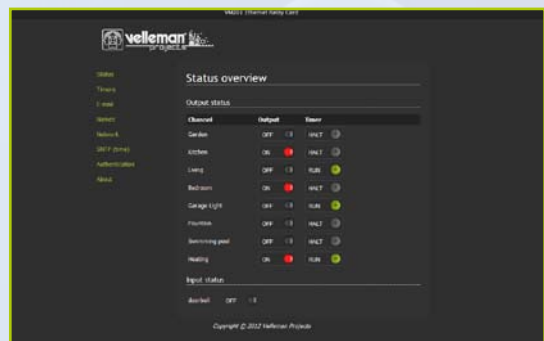 VM201 Ethernet Relay Card
velleman
projects
Status
Timers
E-mail
Names
Network
SNTP (time)
Authentication
About
Status overview
Output status
Channel Output Timer
Garden OFF HALT
Kitchen ON HALT
Living OFF RUN
Bedroom ON HALT
Garage Light OFF RUN
Fountain OFF HALT
Swimming pool OFF HALT
Heating ON RUN
Input status
doorbell OFF
Copyright © 2012 Velleman Projects